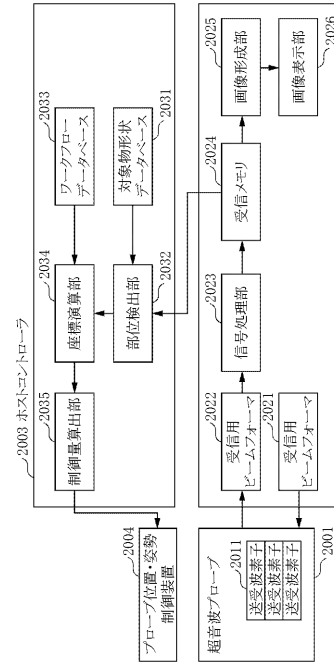 2003 ホストコントローラ
2033
ワークフロー
データベース
2031
対象物形状
データベース
2034
座標演算部
2032
部位検出部
2035
制御量算出部
2004
プローブ位置・姿勢
制御装置
2025
画像形成部
2026
画像表示部
2024
受信メモリ
2023
信号処理部
2022
受信用
ビームフォーマ
2021
受信用
ビームフォーマ
超音波プローブ
2011
送受波素子
送受波素子
送受波素子
2001